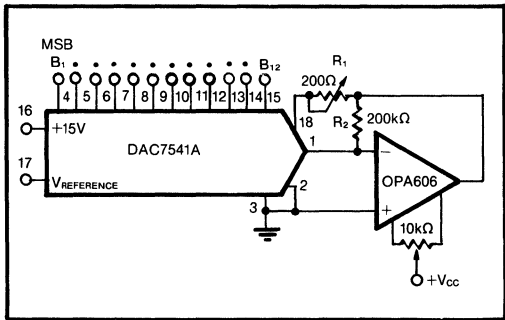 MSB
B1 B12
4 5 6 7 8 9 10 11 12 13 14 15
R1
200Ω
18
R2 200kΩ
16
+15V
DAC7541A
1
−
OPA606
17
VREFERENCE
2
3
+
10kΩ
+VCC